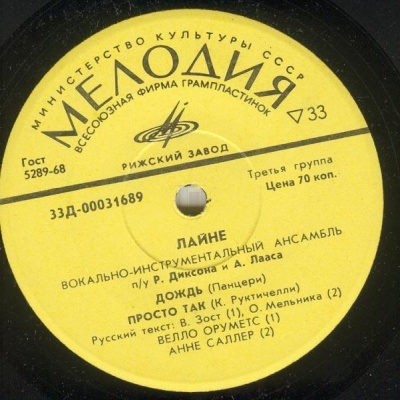 МИНИСТЕРСТВО КУЛЬТУРЫ СССР
МЕЛОДИЯ
ВСЕСОЮЗНАЯ ФИРМА ГРАМПЛАСТИНОК
▷33
Гост
5289-68
РИЖСКИЙ ЗАВОД
Третья группа
Цена 70 коп.
33Д-00031689
ЛАЙНЕ
ВОКАЛЬНО-ИНСТРУМЕНТАЛЬНЫЙ АНСАМБЛЬ
п/у Р. Диксона и А. Лааса
ДОЖДЬ (Панцери)
ПРОСТО ТАК (К. Руктичелли)
Русский текст: В. Зост (1), О. Мельника (2)
ВЕЛЛО ОРУМЕТС (1)
АННЕ САЛЛЕР (2)